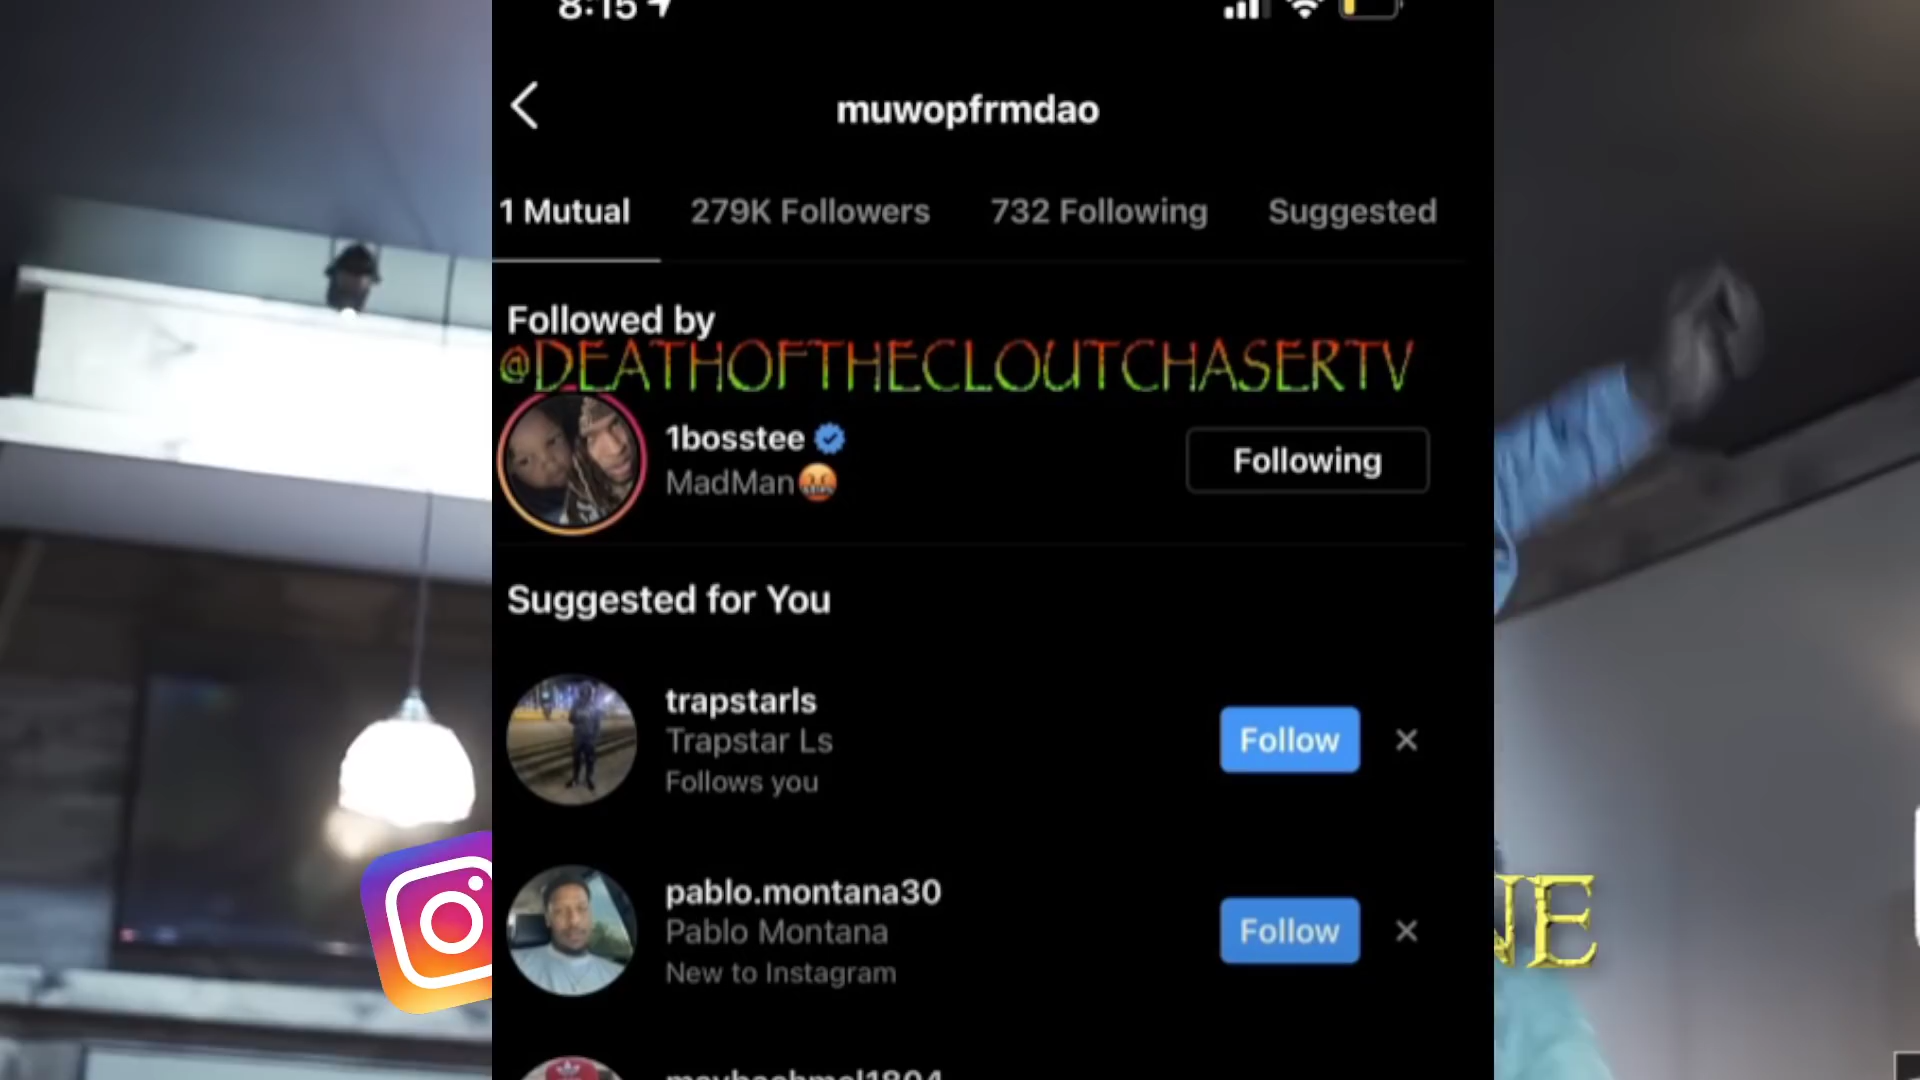 8:15
muwopfrmdao
1 Mutual 279K Followers 732 Following Suggested
Followed by
@DEATHOFTHECLOUTCHASERTV
1bosstee
MadMan
Following
Suggested for You
trapstarls
Trapstar Ls
Follows you
Follow
pablo.montana30
Pablo Montana
New to Instagram
Follow
NE